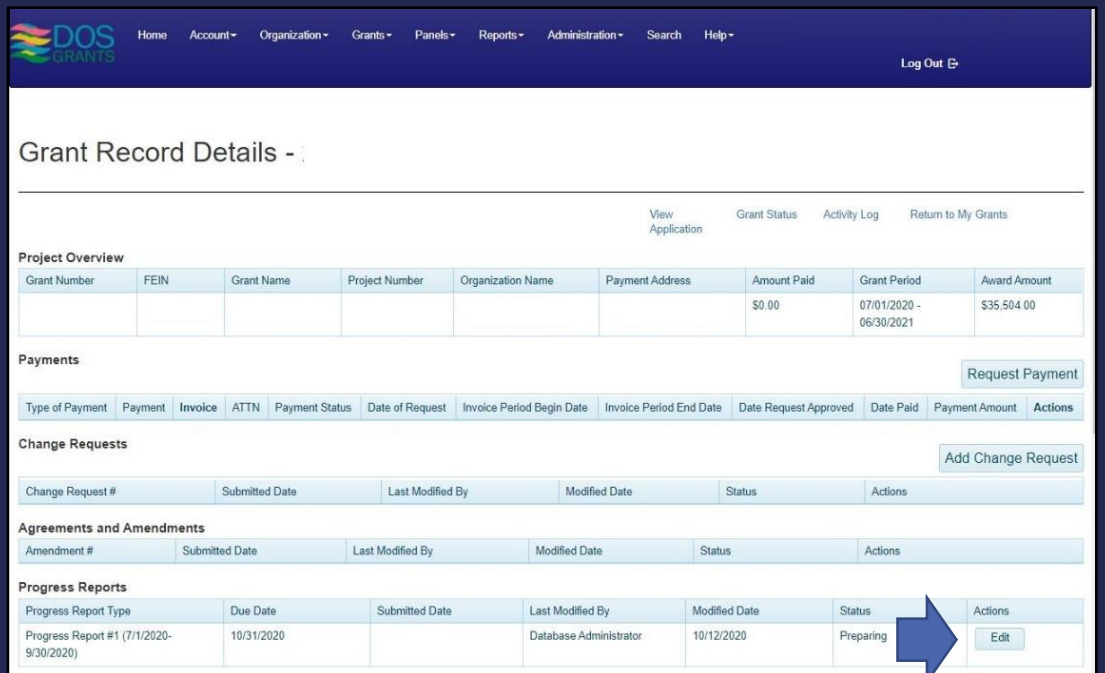 DOS GRANTS
Home Account Organization Grants Panels Reports Administration Search Help
Log Out
Grant Record Details -
View Application Grant Status Activity Log Return to My Grants
Project Overview
Grant Number FEIN Grant Name Project Number Organization Name Payment Address Amount Paid Grant Period Award Amount
$0.00 07/01/2020 - 06/30/2021 $35,504.00
Payments
Request Payment
Type of Payment Payment Invoice ATTN Payment Status Date of Request Invoice Period Begin Date Invoice Period End Date Date Request Approved Date Paid Payment Amount Actions
Change Requests
Add Change Request
Change Request # Submitted Date Last Modified By Modified Date Status Actions
Agreements and Amendments
Amendment # Submitted Date Last Modified By Modified Date Status Actions
Progress Reports
Progress Report Type Due Date Submitted Date Last Modified By Modified Date Status Actions
Progress Report #1 (7/1/2020-9/30/2020) 10/31/2020 Database Administrator 10/12/2020 Preparing Edit